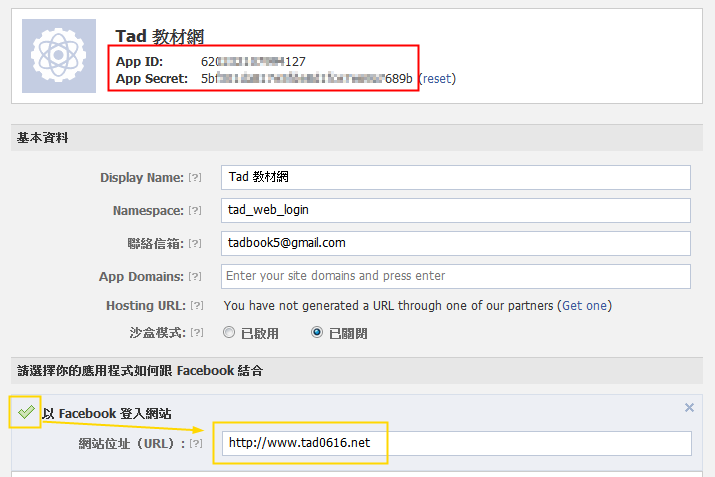 Tad 教材網
App ID: 620 127
App Secret: 5bf 689b (reset)
基本資料
Display Name: [?] Tad 教材網
Namespace: [?] tad_web_login
聯絡信箱: [?] tadbook5@gmail.com
App Domains: [?] Enter your site domains and press enter
Hosting URL: [?] You have not generated a URL through one of our partners (Get one)
沙盒模式: [?] 已啟用 已關閉
請選擇你的應用程式如何跟 Facebook 結合
以 Facebook 登入網站
網站位址（URL）: [?] http://www.tad0616.net